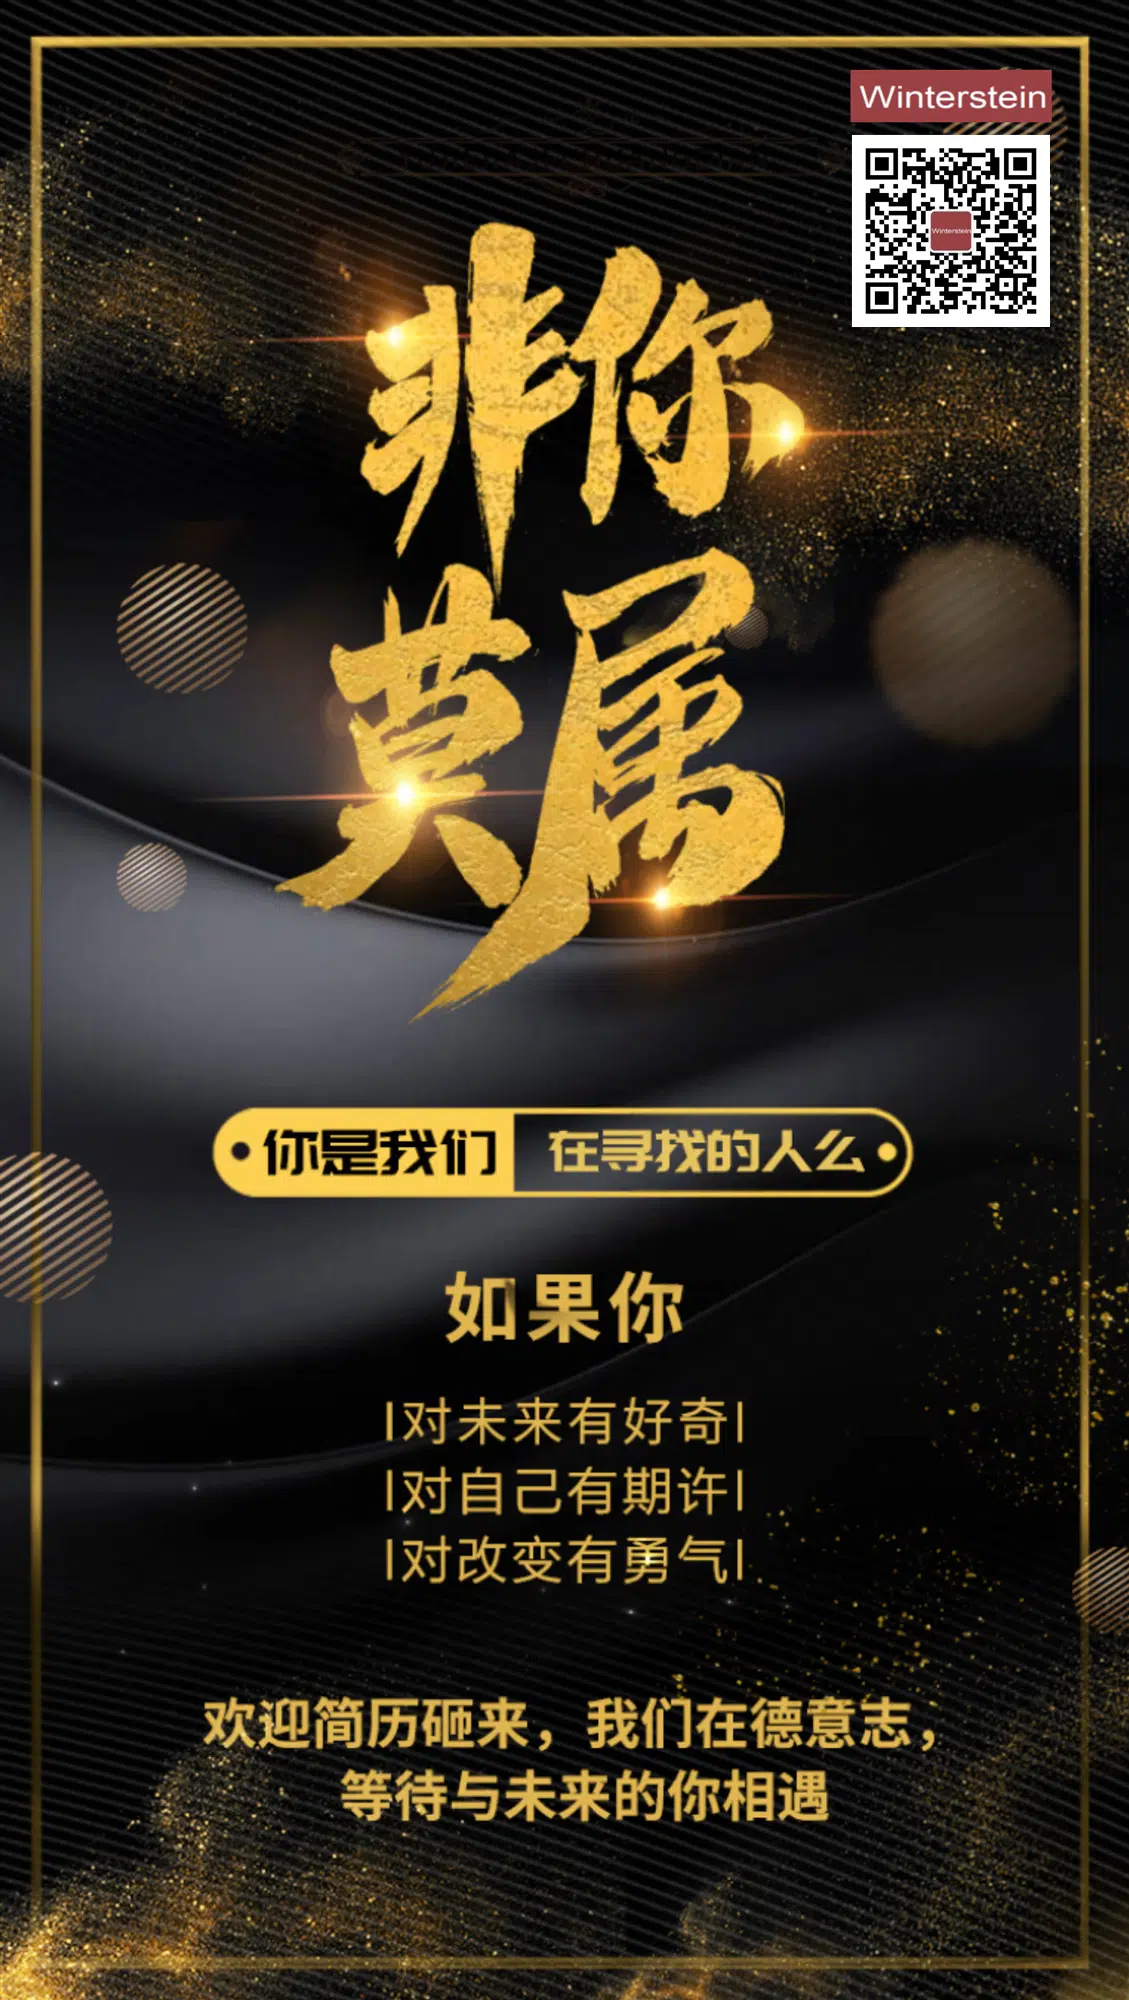 Winterstein
Winterstein
非你
莫属
你是我们 在寻找的人么
如果你
|对未来有好奇|
|对自己有期许|
|对改变有勇气|
欢迎简历砸来，我们在德意志，
等待与未来的你相遇